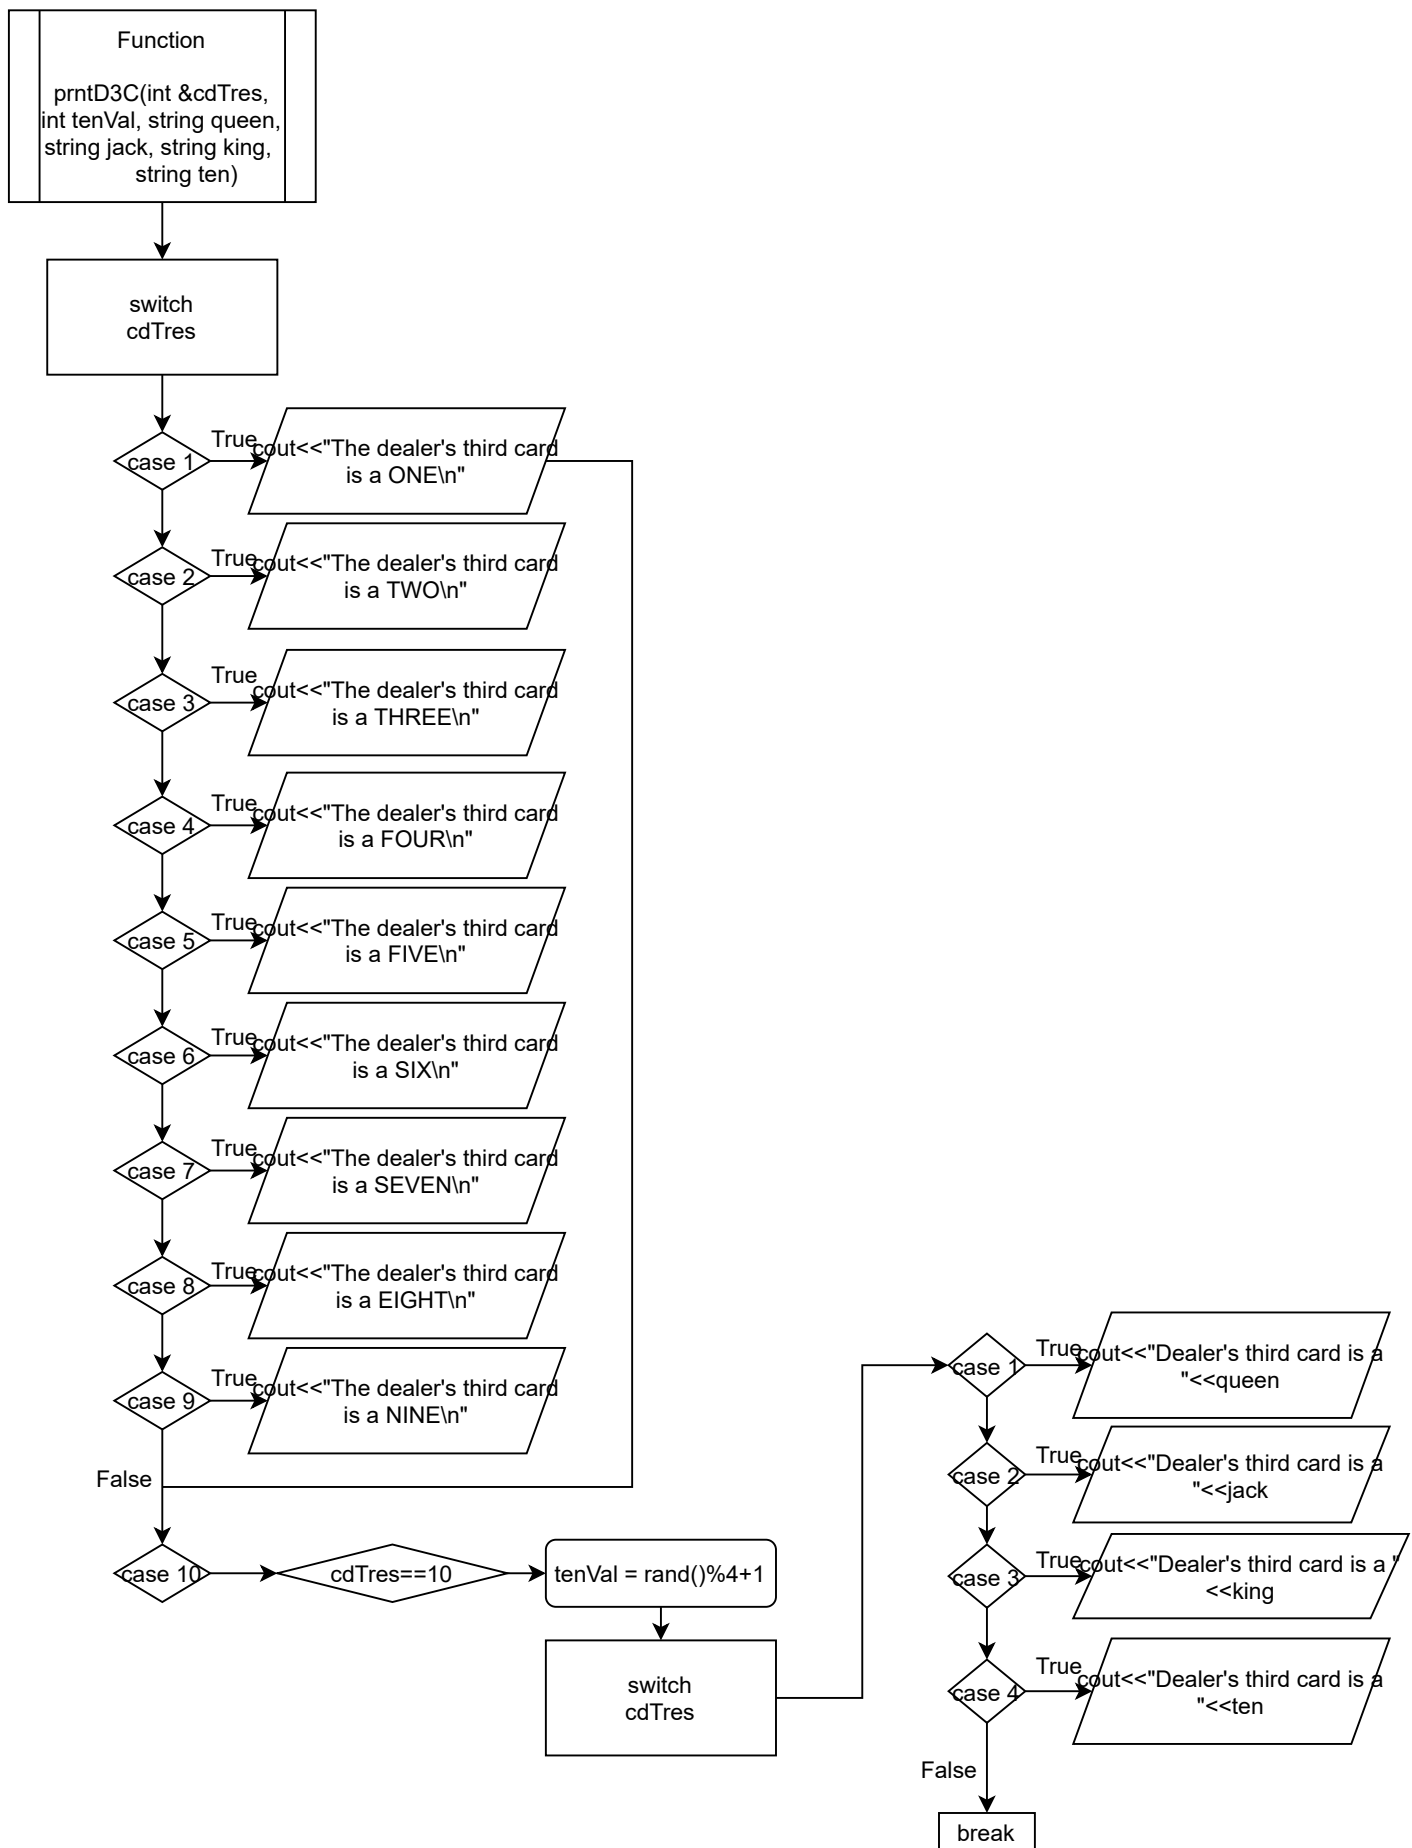 Function
prntD3C(int &cdTres,
int tenVal, string queen,
string jack, string king,
string ten)
switch
cdTres
case 1
True
cout<<"The dealer's third card
is a ONE\n"
case 2
True
cout<<"The dealer's third card
is a TWO\n"
case 3
True
cout<<"The dealer's third card
is a THREE\n"
case 4
True
cout<<"The dealer's third card
is a FOUR\n"
case 5
True
cout<<"The dealer's third card
is a FIVE\n"
case 6
True
cout<<"The dealer's third card
is a SIX\n"
case 7
True
cout<<"The dealer's third card
is a SEVEN\n"
case 8
True
cout<<"The dealer's third card
is a EIGHT\n"
case 9
True
cout<<"The dealer's third card
is a NINE\n"
False
case 10
cdTres==10
tenVal = rand()%4+1
switch
cdTres
case 1
True
cout<<"Dealer's third card is a
"<<queen
case 2
True
cout<<"Dealer's third card is a
"<<jack
case 3
True
cout<<"Dealer's third card is a "
<<king
case 4
True
cout<<"Dealer's third card is a
"<<ten
False
break